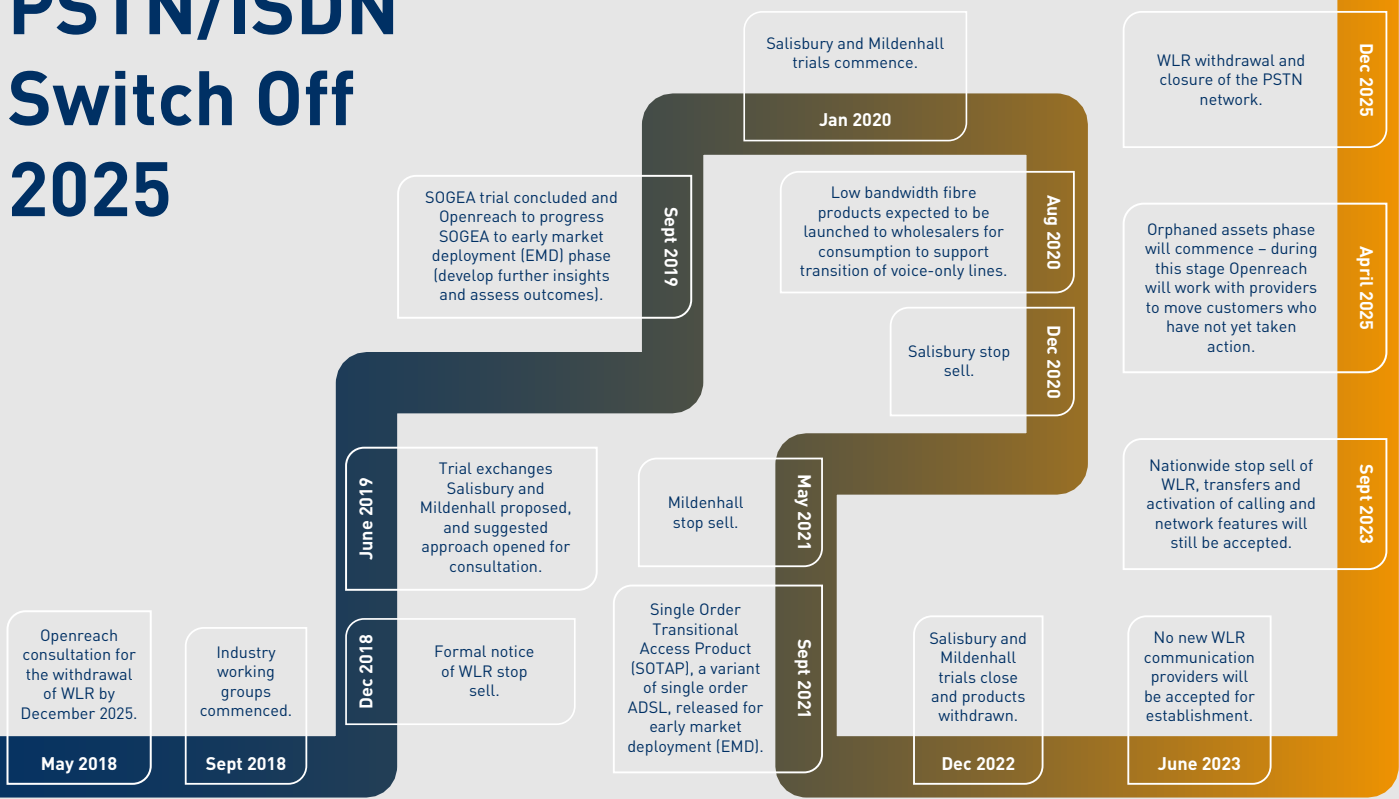 PSTN/ISDN
Switch Off
2025
Openreach
consultation for
the withdrawal
of WLR by
December 2025.
May 2018
Industry
working
groups
commenced.
Sept 2018
Formal notice
of WLR stop
sell.
Dec 2018
Trial exchanges
Salisbury and
Mildenhall proposed,
and suggested
approach opened for
consultation.
June 2019
SOGEA trial concluded and
Openreach to progress
SOGEA to early market
deployment (EMD) phase
(develop further insights
and assess outcomes).
Sept 2019
Salisbury and Mildenhall
trials commence.
Jan 2020
Low bandwidth fibre
products expected to be
launched to wholesalers for
consumption to support
transition of voice-only lines.
Aug 2020
Salisbury stop
sell.
Dec 2020
Mildenhall
stop sell.
May 2021
Single Order
Transitional
Access Product
(SOTAP), a variant
of single order
ADSL, released for
early market
deployment (EMD).
Sept 2021
Salisbury and
Mildenhall
trials close
and products
withdrawn.
Dec 2022
No new WLR
communication
providers will
be accepted for
establishment.
June 2023
Nationwide stop sell of
WLR, transfers and
activation of calling and
network features will
still be accepted.
Sept 2023
Orphaned assets phase
will commence – during
this stage Openreach
will work with providers
to move customers who
have not yet taken
action.
April 2025
WLR withdrawal and
closure of the PSTN
network.
Dec 2025